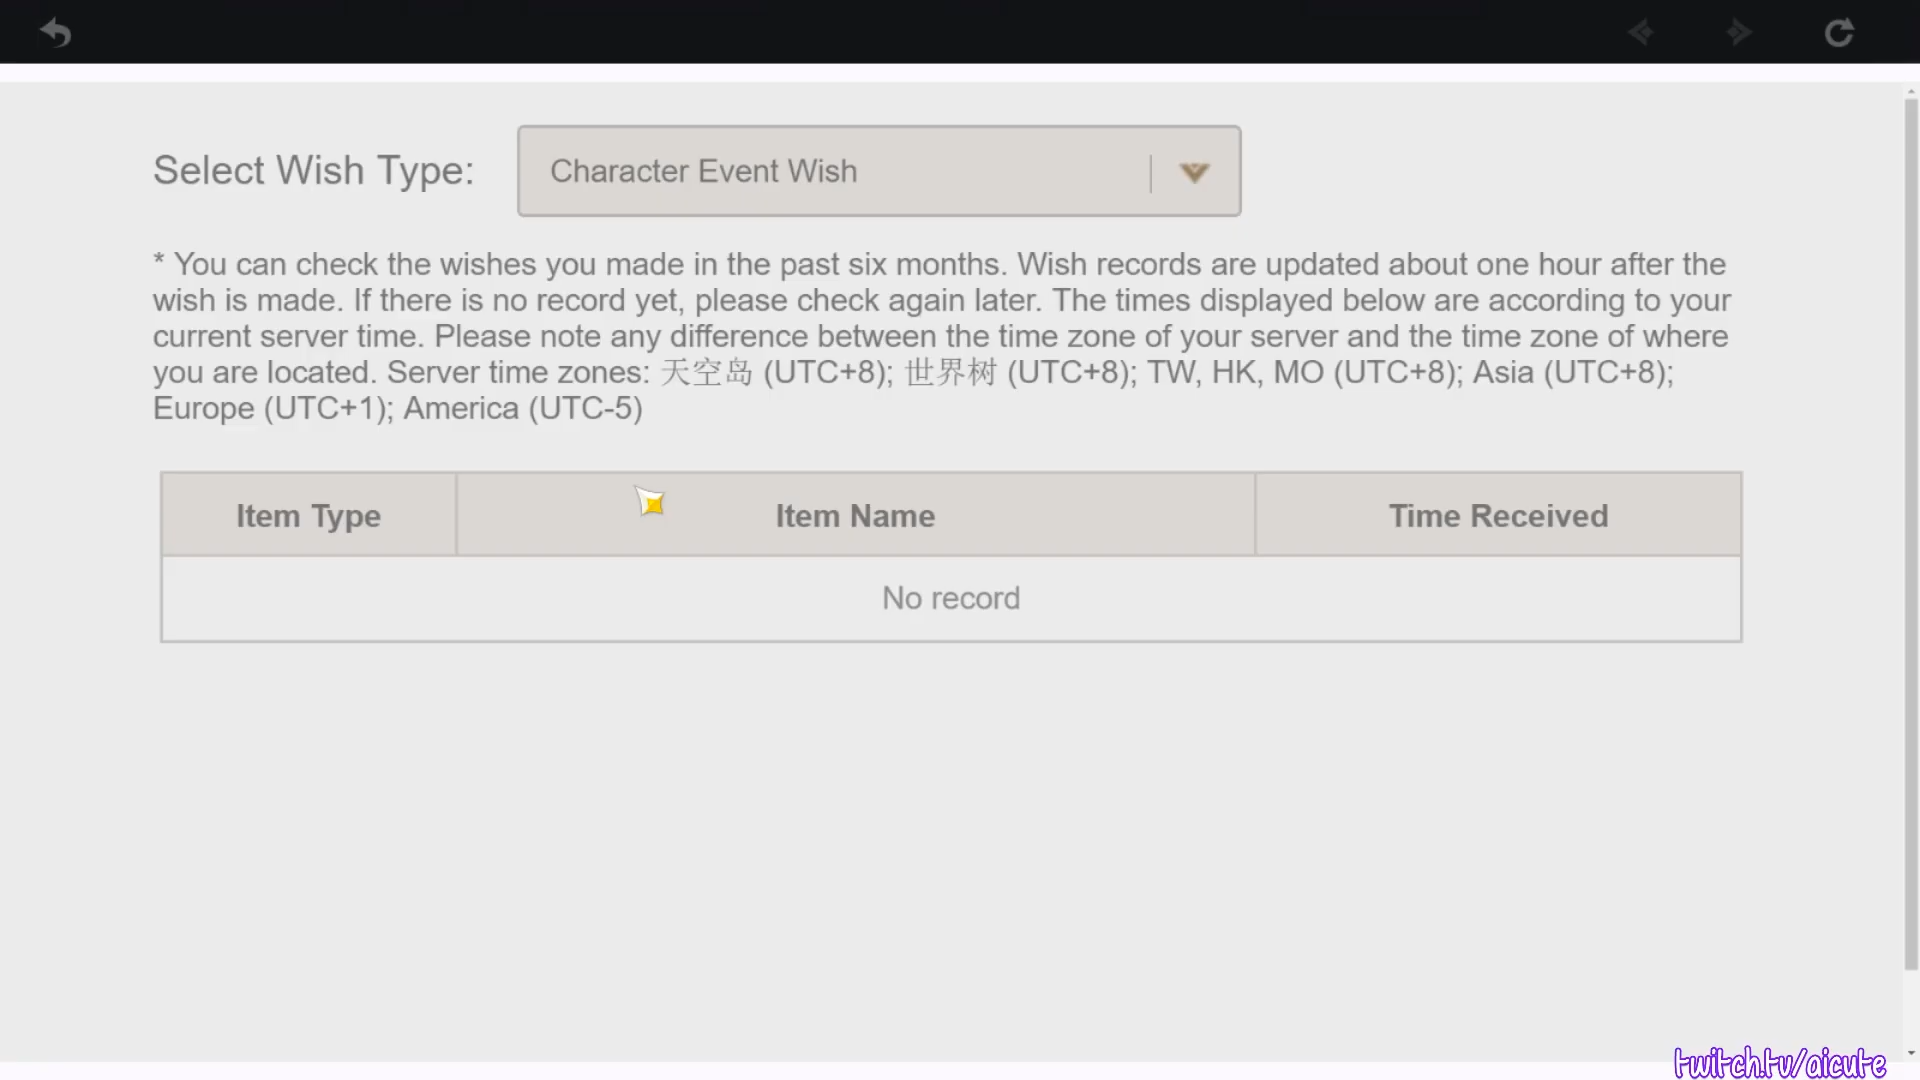 Select Wish Type:
Character Event Wish
* You can check the wishes you made in the past six months. Wish records are updated about one hour after the
wish is made. If there is no record yet, please check again later. The times displayed below are according to your
current server time. Please note any difference between the time zone of your server and the time zone of where
you are located. Server time zones: 天空岛 (UTC+8); 世界树 (UTC+8); TW, HK, MO (UTC+8); Asia (UTC+8);
Europe (UTC+1); America (UTC-5)
Item Type Item Name Time Received
No record
twitch.tv/aicute